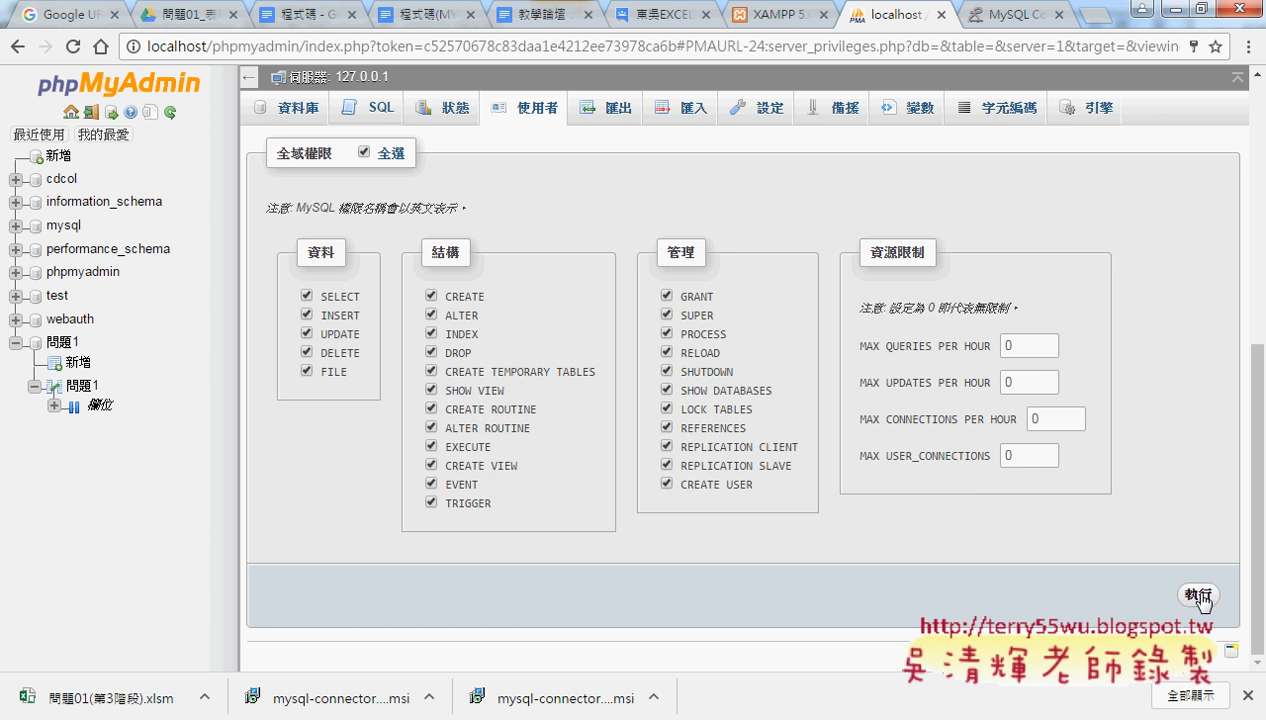 Google UF
問題01_表
程式碼 - G
程式碼(MY
教學論壇
東吳EXCEL
XAMPP 5
localhost /
MySQL Co
localhost/phpmyadmin/index.php?token=c52570678c83daa1e4212ee73978ca6b#PMAURL-24:server_privileges.php?db=&table=&server=1&target=&viewin
phpMyAdmin
最近使用 我的最愛
新增
cdcol
information_schema
mysql
performance_schema
phpmyadmin
test
webauth
問題1
新增
問題1
欄位
伺服器: 127.0.0.1
資料庫 SQL 狀態 使用者 匯出 匯入 設定 備援 變數 字元編碼 引擎
全域權限 全選
注意: MySQL 權限名稱會以英文表示。
資料
SELECT
INSERT
UPDATE
DELETE
FILE
結構
CREATE
ALTER
INDEX
DROP
CREATE TEMPORARY TABLES
SHOW VIEW
CREATE ROUTINE
ALTER ROUTINE
EXECUTE
CREATE VIEW
EVENT
TRIGGER
管理
GRANT
SUPER
PROCESS
RELOAD
SHUTDOWN
SHOW DATABASES
LOCK TABLES
REFERENCES
REPLICATION CLIENT
REPLICATION SLAVE
CREATE USER
資源限制
注意: 設定為 0 即代表無限制。
MAX QUERIES PER HOUR 0
MAX UPDATES PER HOUR 0
MAX CONNECTIONS PER HOUR 0
MAX USER_CONNECTIONS 0
執行
http://terry55wu.blogspot.tw
吳清輝老師錄製
問題01(第3階段).xlsm
mysql-connector....msi
mysql-connector....msi
全部顯示